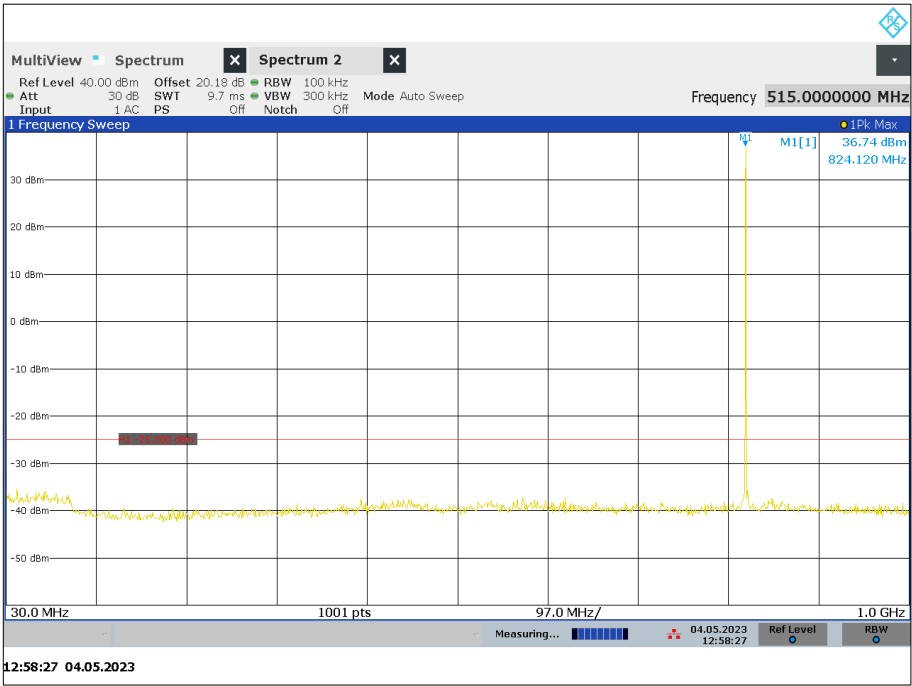 MultiView Spectrum X Spectrum 2 X
Ref Level 40.00 dBm Offset 20.18 dB RBW 100 kHz
Att 30 dB SWT 9.7 ms VBW 300 kHz Mode Auto Sweep
Input 1 AC PS Off Notch Off
Frequency 515.0000000 MHz
1 Frequency Sweep 1Pk Max
M1
M1[1] 36.74 dBm
824.120 MHz
30 dBm
20 dBm
10 dBm
0 dBm
-10 dBm
-20 dBm
H1 -25.000 dBm
-30 dBm
-40 dBm
-50 dBm
30.0 MHz 1001 pts 97.0 MHz/ 1.0 GHz
Measuring... 04.05.2023 Ref Level RBW
12:58:27
12:58:27 04.05.2023